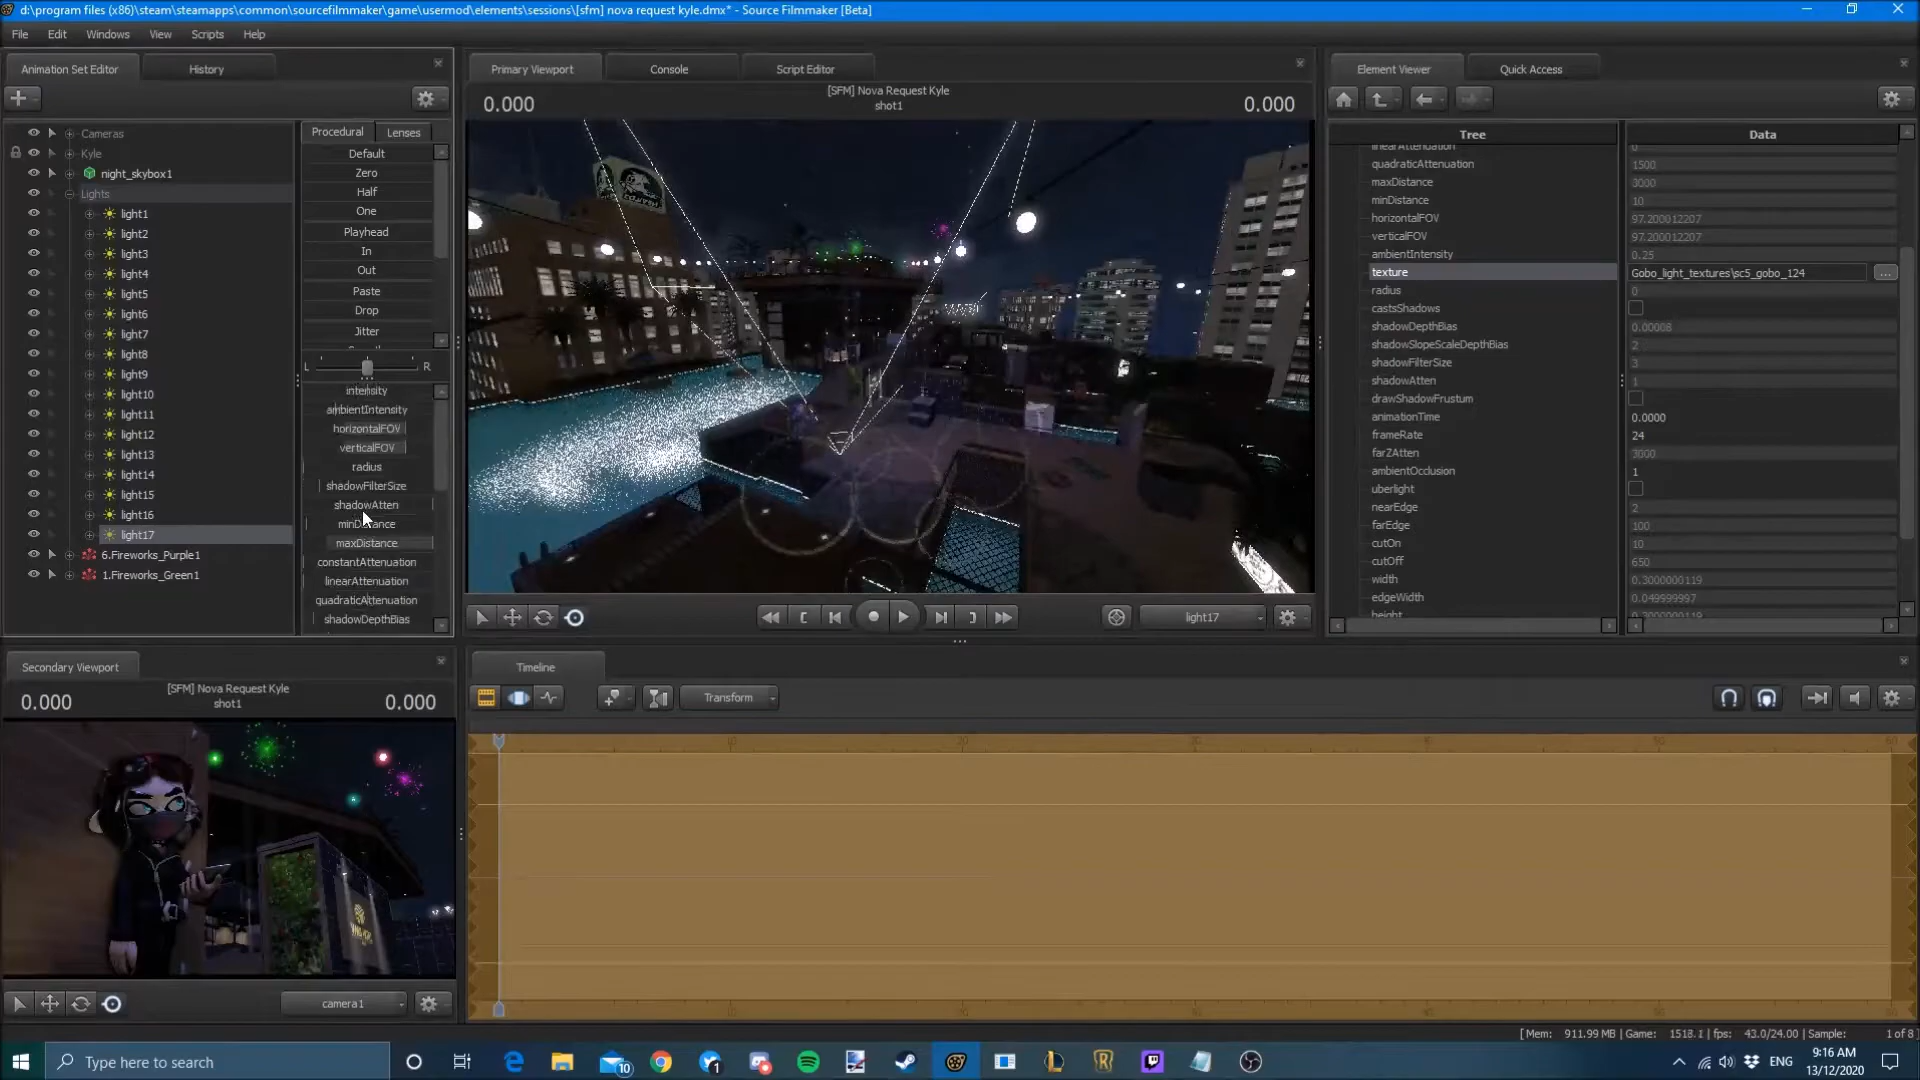 d:\program files (x86)\steam\steamapps\common\sourcefilmmaker\game\usermod\elements\sessions\[sfm] nova request kyle.dmx* - Source Filmmaker [Beta]
File Edit Windows View Scripts Help
Animation Set Editor
History
Cameras
Kyle
night_skybox1
Lights
light1
light2
light3
light4
light5
light6
light7
light8
light9
light10
light11
light12
light13
light14
light15
light16
light17
6.Fireworks_Purple1
1.Fireworks_Green1
Procedural
Lenses
Default
Zero
Half
One
Playhead
In
Out
Paste
Drop
Jitter
L R
intensity
ambientIntensity
horizontalFOV
verticalFOV
radius
shadowFilterSize
shadowAtten
minDistance
maxDistance
constantAttenuation
linearAttenuation
quadraticAttenuation
shadowDepthBias
Primary Viewport
Console
Script Editor
0.000
[SFM] Nova Request Kyle
shot1
0.000
light17
Element Viewer
Quick Access
Tree
Data
linearAttenuation 0
quadraticAttenuation 1500
maxDistance 3000
minDistance 10
horizontalFOV 97.200012207
verticalFOV 97.200012207
ambientIntensity 0.25
texture Gobo_light_textures\sc5_gobo_124 ...
radius 0
castsShadows
shadowDepthBias 0.00008
shadowSlopeScaleDepthBias 2
shadowFilterSize 3
shadowAtten 1
drawShadowFrustum
animationTime 0.0000
frameRate 24
farZAtten 3000
ambientOcclusion 1
uberlight
nearEdge 2
farEdge 100
cutOn 10
cutOff 650
width 0.3000000119
edgeWidth 0.049999997
height 0.3000000119
Secondary Viewport
0.000
[SFM] Nova Request Kyle
shot1
0.000
camera1
Timeline
Transform
[ Mem: 911.99 MB | Game: 1518.1 | fps: 43.0/24.00 | Sample: 1 of 8
Type here to search
10
1
ENG
9:16 AM
13/12/2020